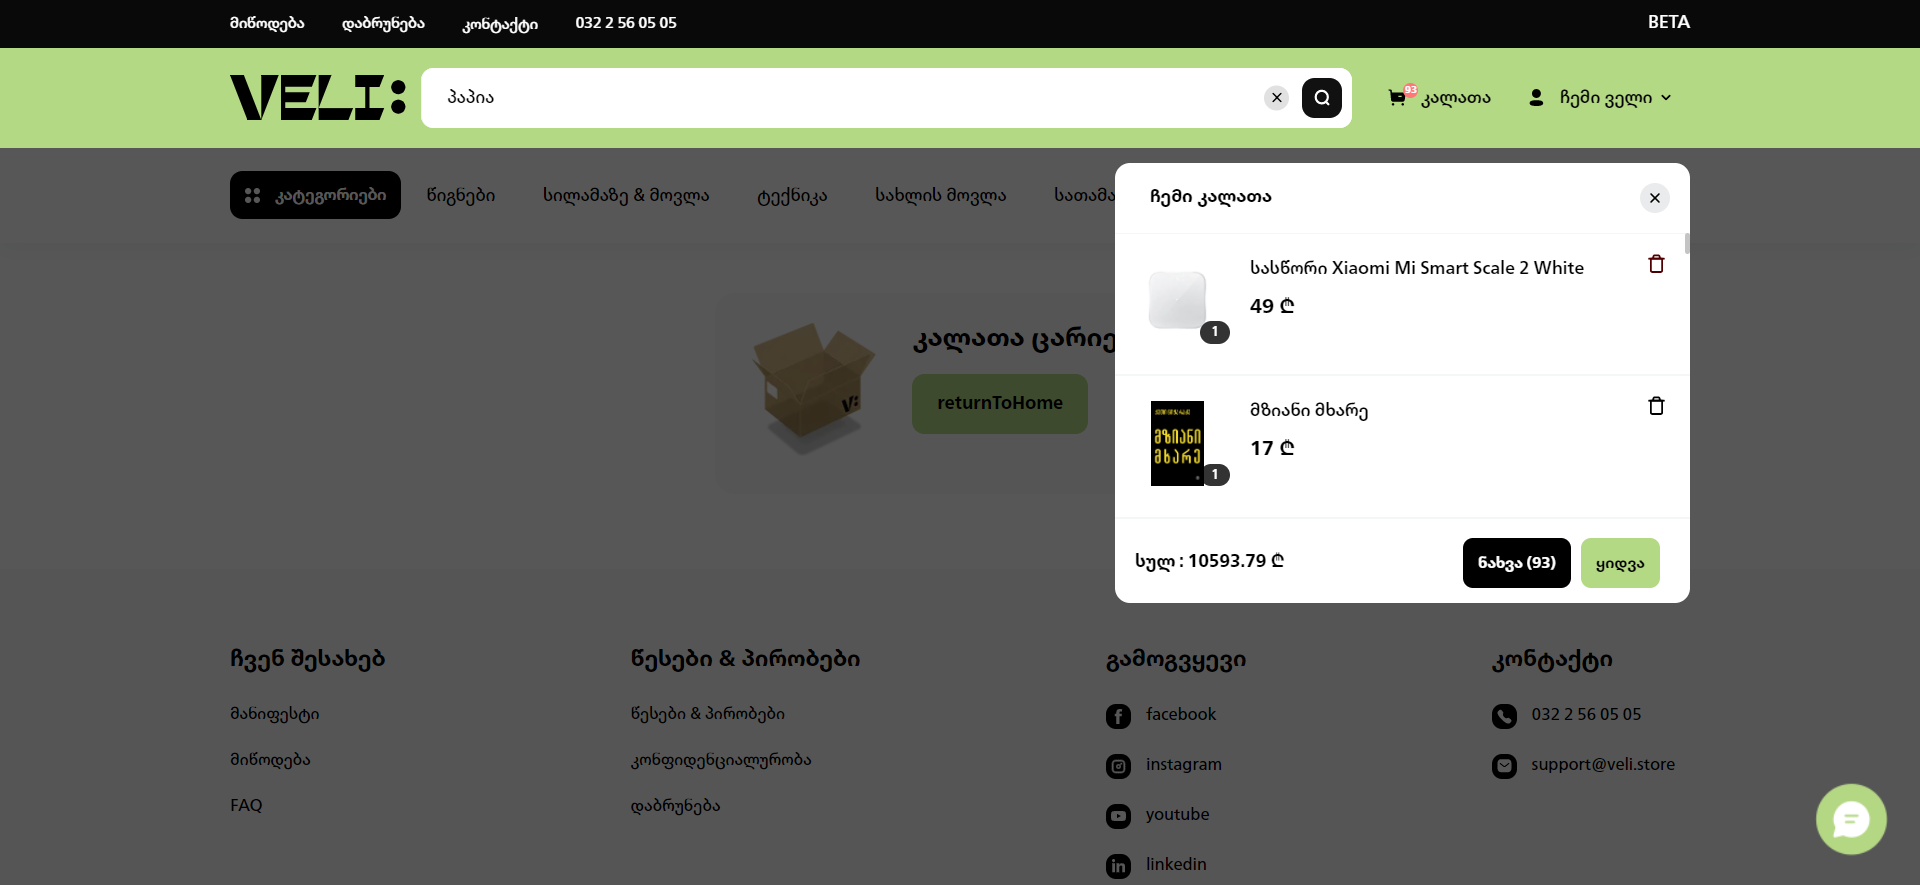 მიწოდება
დაბრუნება
კონტაქტი
032 2 56 05 05
BETA
VELI:
პაპია
93
კალათა
ჩემი ველი
კატეგორიები
წიგნები
სილამაზე & მოვლა
ტექნიკა
სახლის მოვლა
სათამა
ჩემი კალათა
სასწორი Xiaomi Mi Smart Scale 2 White
49 ₾
1
მზიანი
მხარე
მზიანი მხარე
17 ₾
1
სულ : 10593.79 ₾
ნახვა (93)
ყიდვა
კალათა ცარიე
V:
returnToHome
ჩვენ შესახებ
მანიფესტი
მიწოდება
FAQ
წესები & პირობები
წესები & პირობები
კონფიდენციალურობა
დაბრუნება
გამოგვყევი
facebook
instagram
youtube
linkedin
კონტაქტი
032 2 56 05 05
support@veli.store